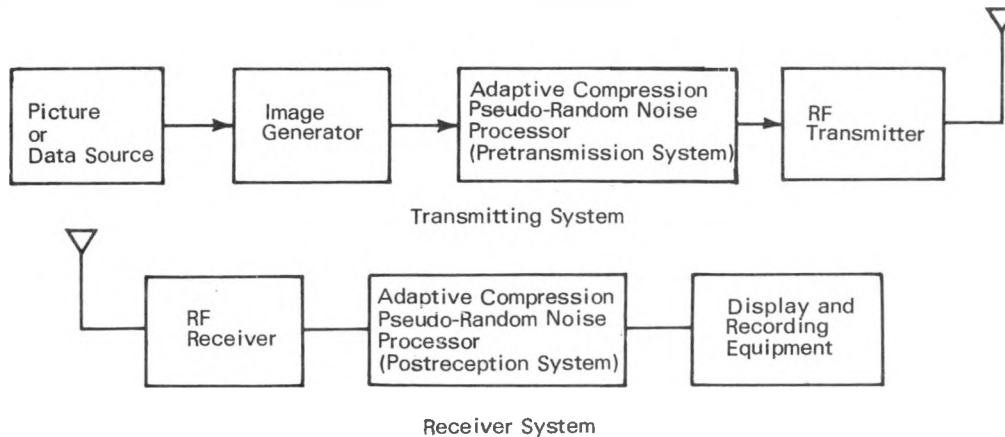 Picture
or
Data Source
Image
Generator
Adaptive Compression
Pseudo-Random Noise
Processor
(Pretransmission System)
RF
Transmitter
Transmitting System
RF
Receiver
Adaptive Compression
Pseudo-Random Noise
Processor
(Postreception System)
Display and
Recording
Equipment
Receiver System